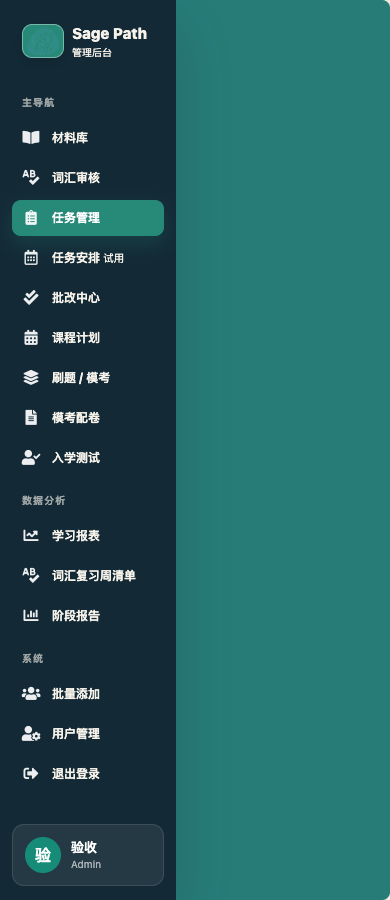 Sage Path
管理后台
主导航
材料库
词汇审核
任务管理
任务安排 试用
批改中心
课程计划
刷题 / 模考
模考配卷
入学测试
数据分析
学习报表
词汇复习周清单
阶段报告
系统
批量添加
用户管理
退出登录
验
验收
Admin